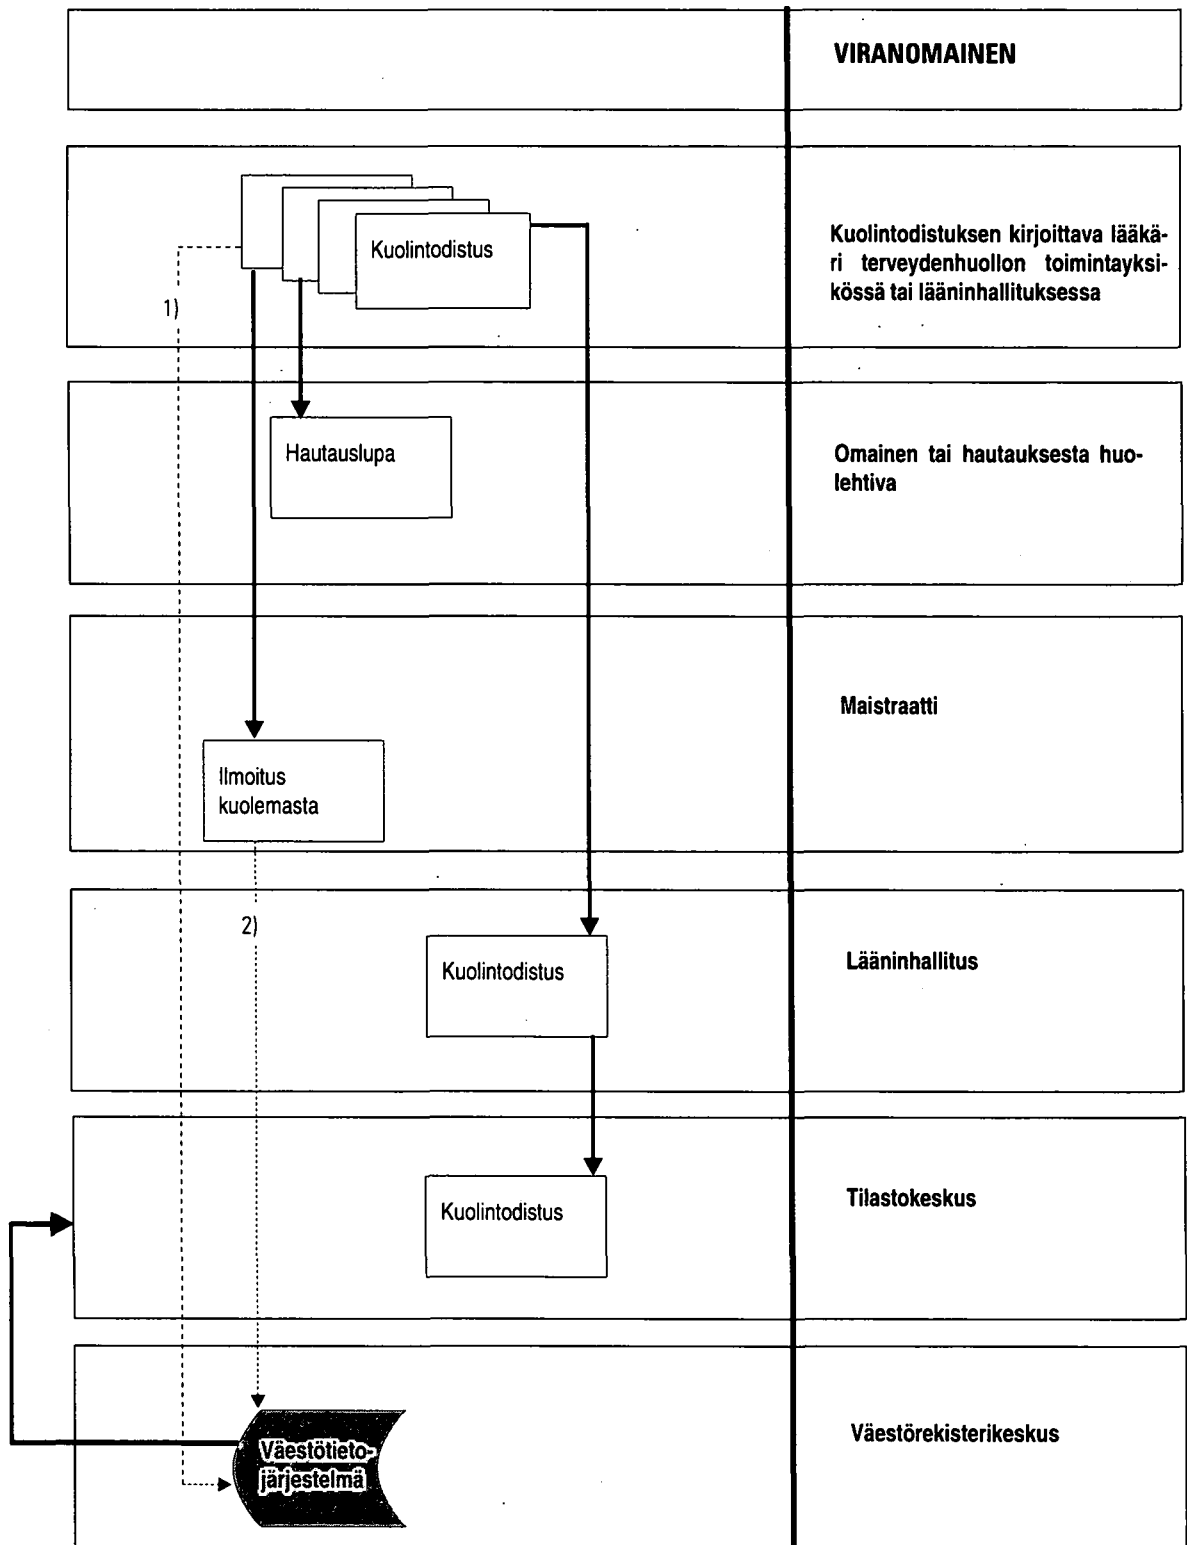 VIRANOMAINEN
Kuolintodistus
Kuolintodistuksen kirjoittava lääkä-
ri terveydenhuollon toimintayksi-
kössä tai lääninhallituksessa
1)
Hautauslupa
Omainen tai hautauksesta huo-
lehtiva
Maistraatti
Ilmoitus
kuolemasta
2)
Kuolintodistus
Lääninhallitus
Kuolintodistus
Tilastokeskus
Väestötieto-
järjestelmä
Väestörekisterikeskus